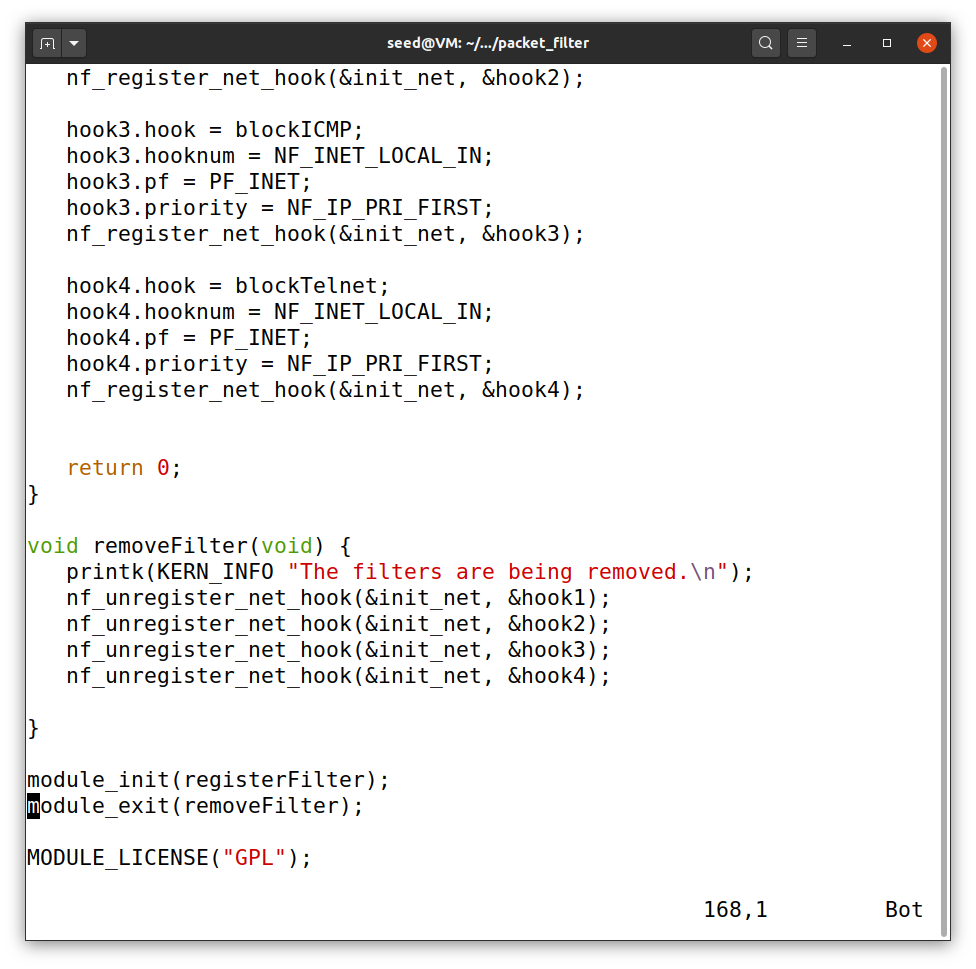 seed@VM: ~/.../packet_filter
   nf_register_net_hook(&init_net, &hook2);

   hook3.hook = blockICMP;
   hook3.hooknum = NF_INET_LOCAL_IN;
   hook3.pf = PF_INET;
   hook3.priority = NF_IP_PRI_FIRST;
   nf_register_net_hook(&init_net, &hook3);

   hook4.hook = blockTelnet;
   hook4.hooknum = NF_INET_LOCAL_IN;
   hook4.pf = PF_INET;
   hook4.priority = NF_IP_PRI_FIRST;
   nf_register_net_hook(&init_net, &hook4);


   return 0;
}

void removeFilter(void) {
   printk(KERN_INFO "The filters are being removed.\n");
   nf_unregister_net_hook(&init_net, &hook1);
   nf_unregister_net_hook(&init_net, &hook2);
   nf_unregister_net_hook(&init_net, &hook3);
   nf_unregister_net_hook(&init_net, &hook4);

}

module_init(registerFilter);
module_exit(removeFilter);

MODULE_LICENSE("GPL");

168,1 Bot